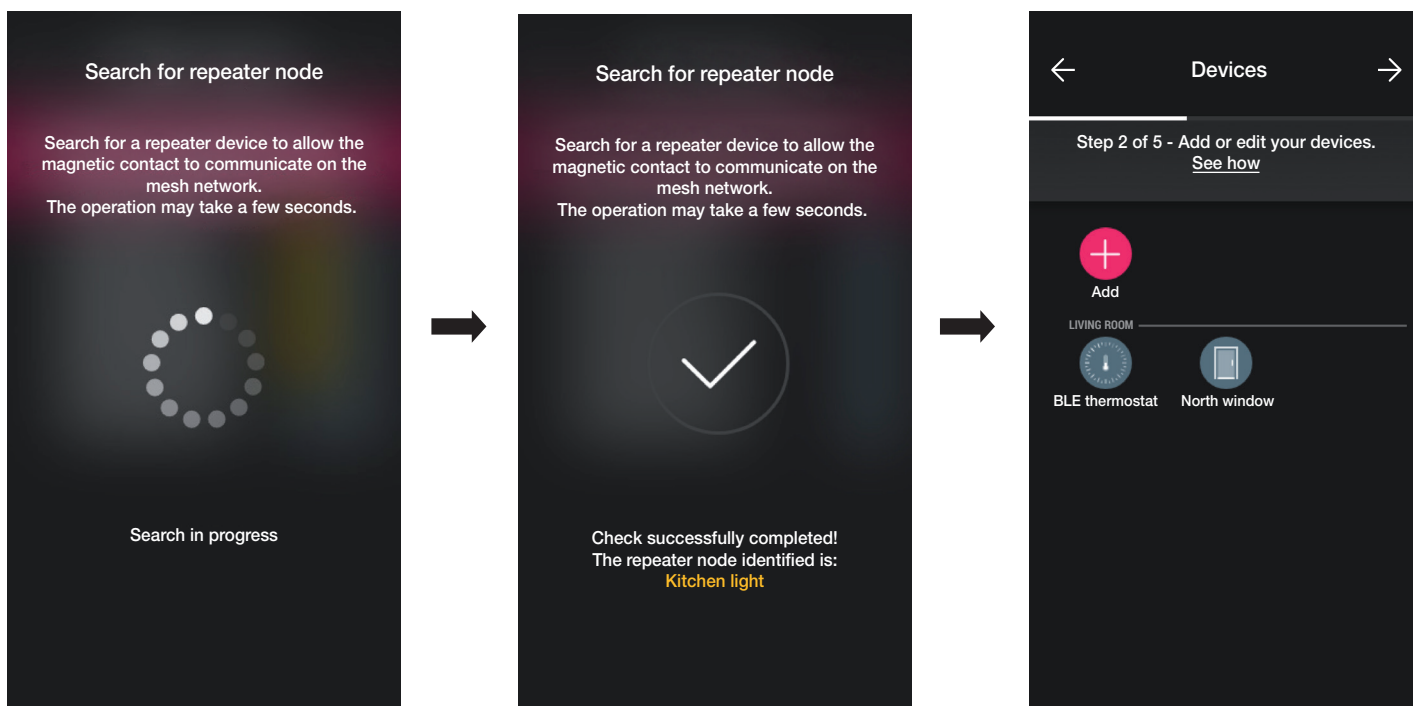 Search for repeater node
Search for a repeater device to allow the
magnetic contact to communicate on the
mesh network.
The operation may take a few seconds.
Search in progress
Search for repeater node
Search for a repeater device to allow the
magnetic contact to communicate on the
mesh network.
The operation may take a few seconds.
Check successfully completed!
The repeater node identified is:
Kitchen light
Devices
Step 2 of 5 - Add or edit your devices.
See how
Add
LIVING ROOM
BLE thermostat
North window